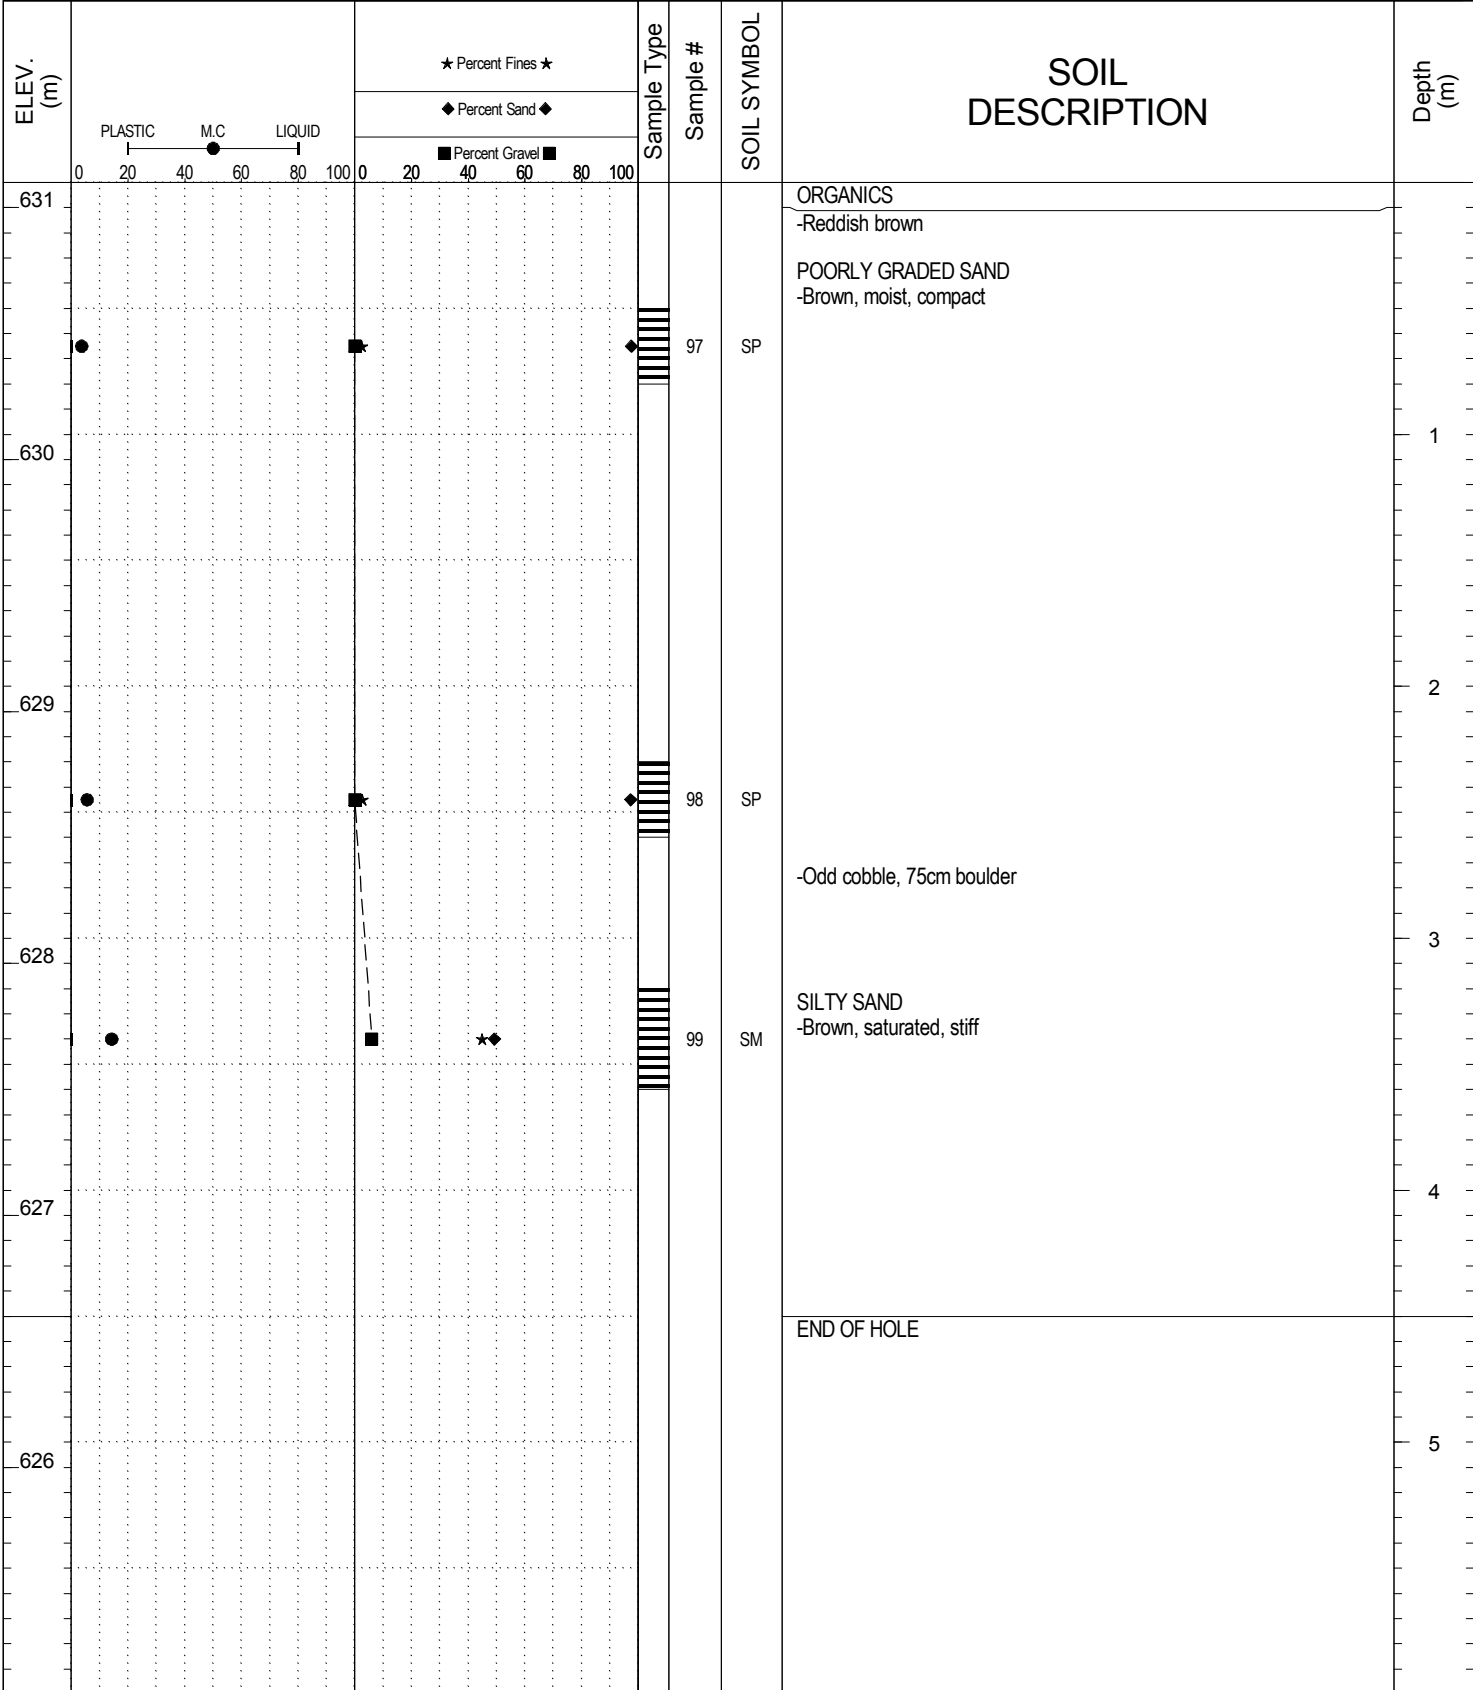 ELEV.
(m)
PLASTIC M.C LIQUID
0 20 40 60 80 100
★ Percent Fines ★
◆ Percent Sand ◆
■ Percent Gravel ■
0 20 40 60 80 100
Sample Type
Sample #
SOIL SYMBOL
SOIL
DESCRIPTION
Depth
(m)
631
ORGANICS
-Reddish brown
POORLY GRADED SAND
-Brown, moist, compact
97 SP
1
630
2
629
98 SP
-Odd cobble, 75cm boulder
3
628
SILTY SAND
-Brown, saturated, stiff
99 SM
4
627
END OF HOLE
5
626